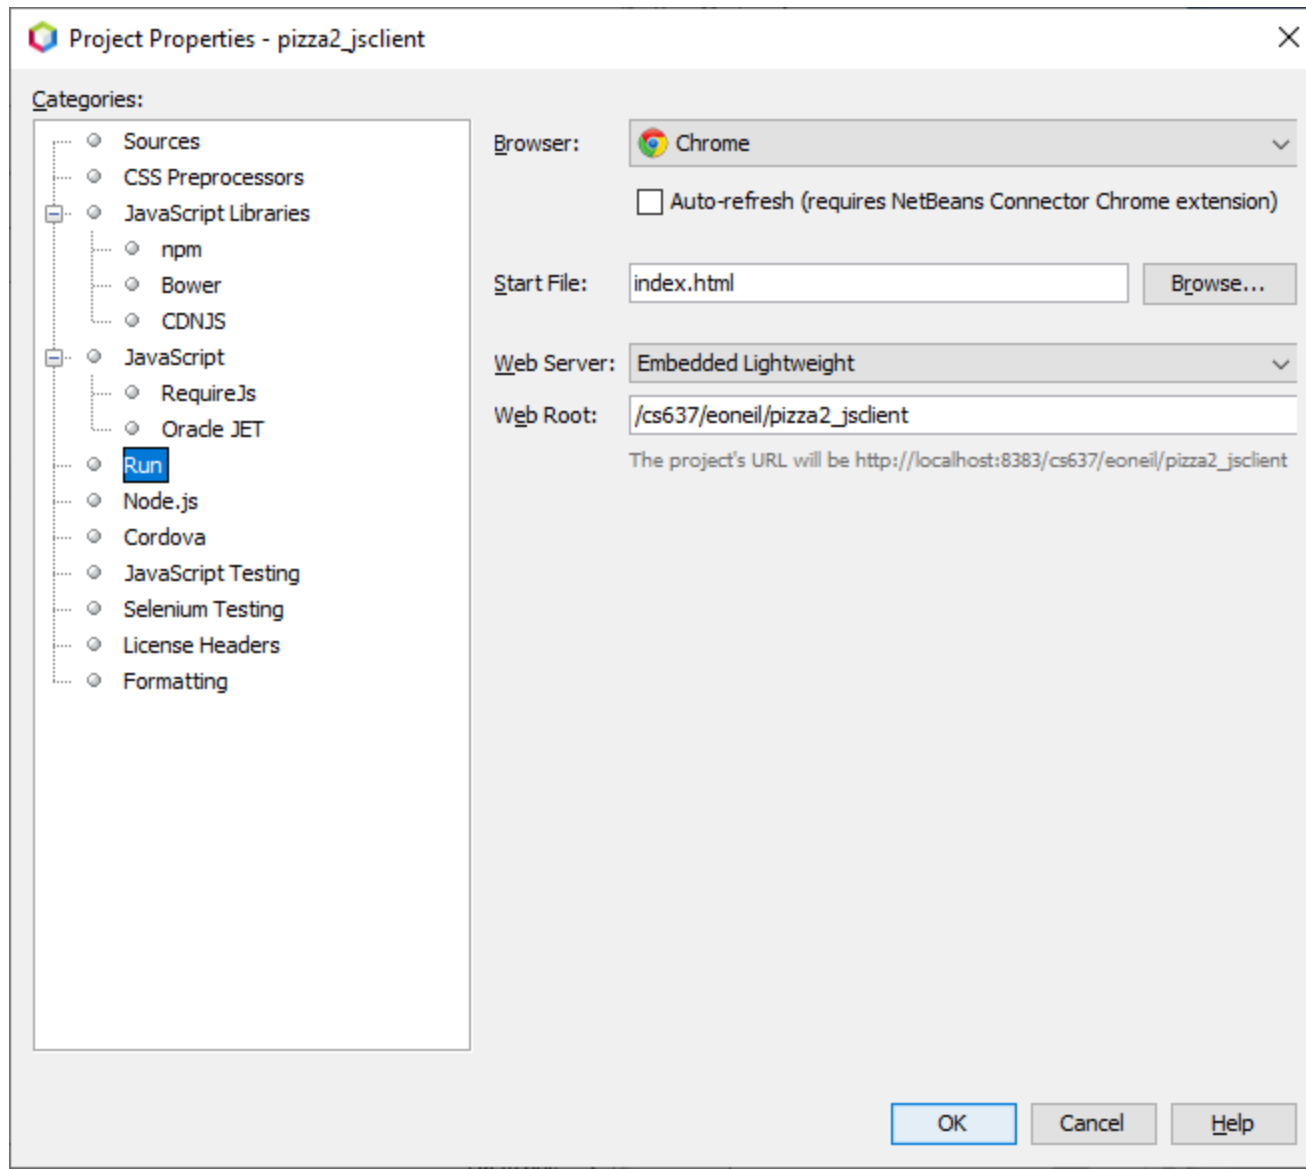 Project Properties - pizza2_jsclient
Categories:
Sources
CSS Preprocessors
JavaScript Libraries
npm
Bower
CDNJS
JavaScript
RequireJs
Oracle JET
Run
Node.js
Cordova
JavaScript Testing
Selenium Testing
License Headers
Formatting
Browser: Chrome
Auto-refresh (requires NetBeans Connector Chrome extension)
Start File: index.html Browse...
Web Server: Embedded Lightweight
Web Root: /cs637/eoneil/pizza2_jsclient
The project's URL will be http://localhost:8383/cs637/eoneil/pizza2_jsclient
OK Cancel Help